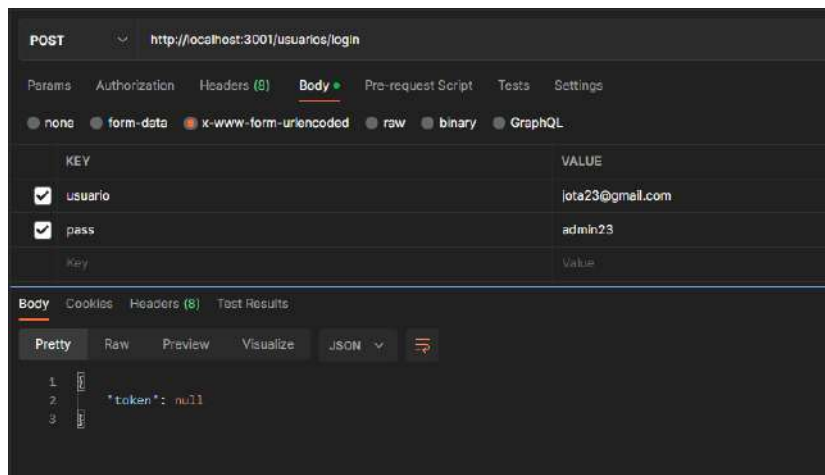 POST http://localhost:3001/usuarios/login
Params Authorization Headers (8) Body Pre-request Script Tests Settings
none form-data x-www-form-urlencoded raw binary GraphQL
KEY VALUE
usuario jota23@gmail.com
pass admin23
Key Value
Body Cookies Headers (8) Test Results
Pretty Raw Preview Visualize JSON
1 {
2 "token": null
3 }